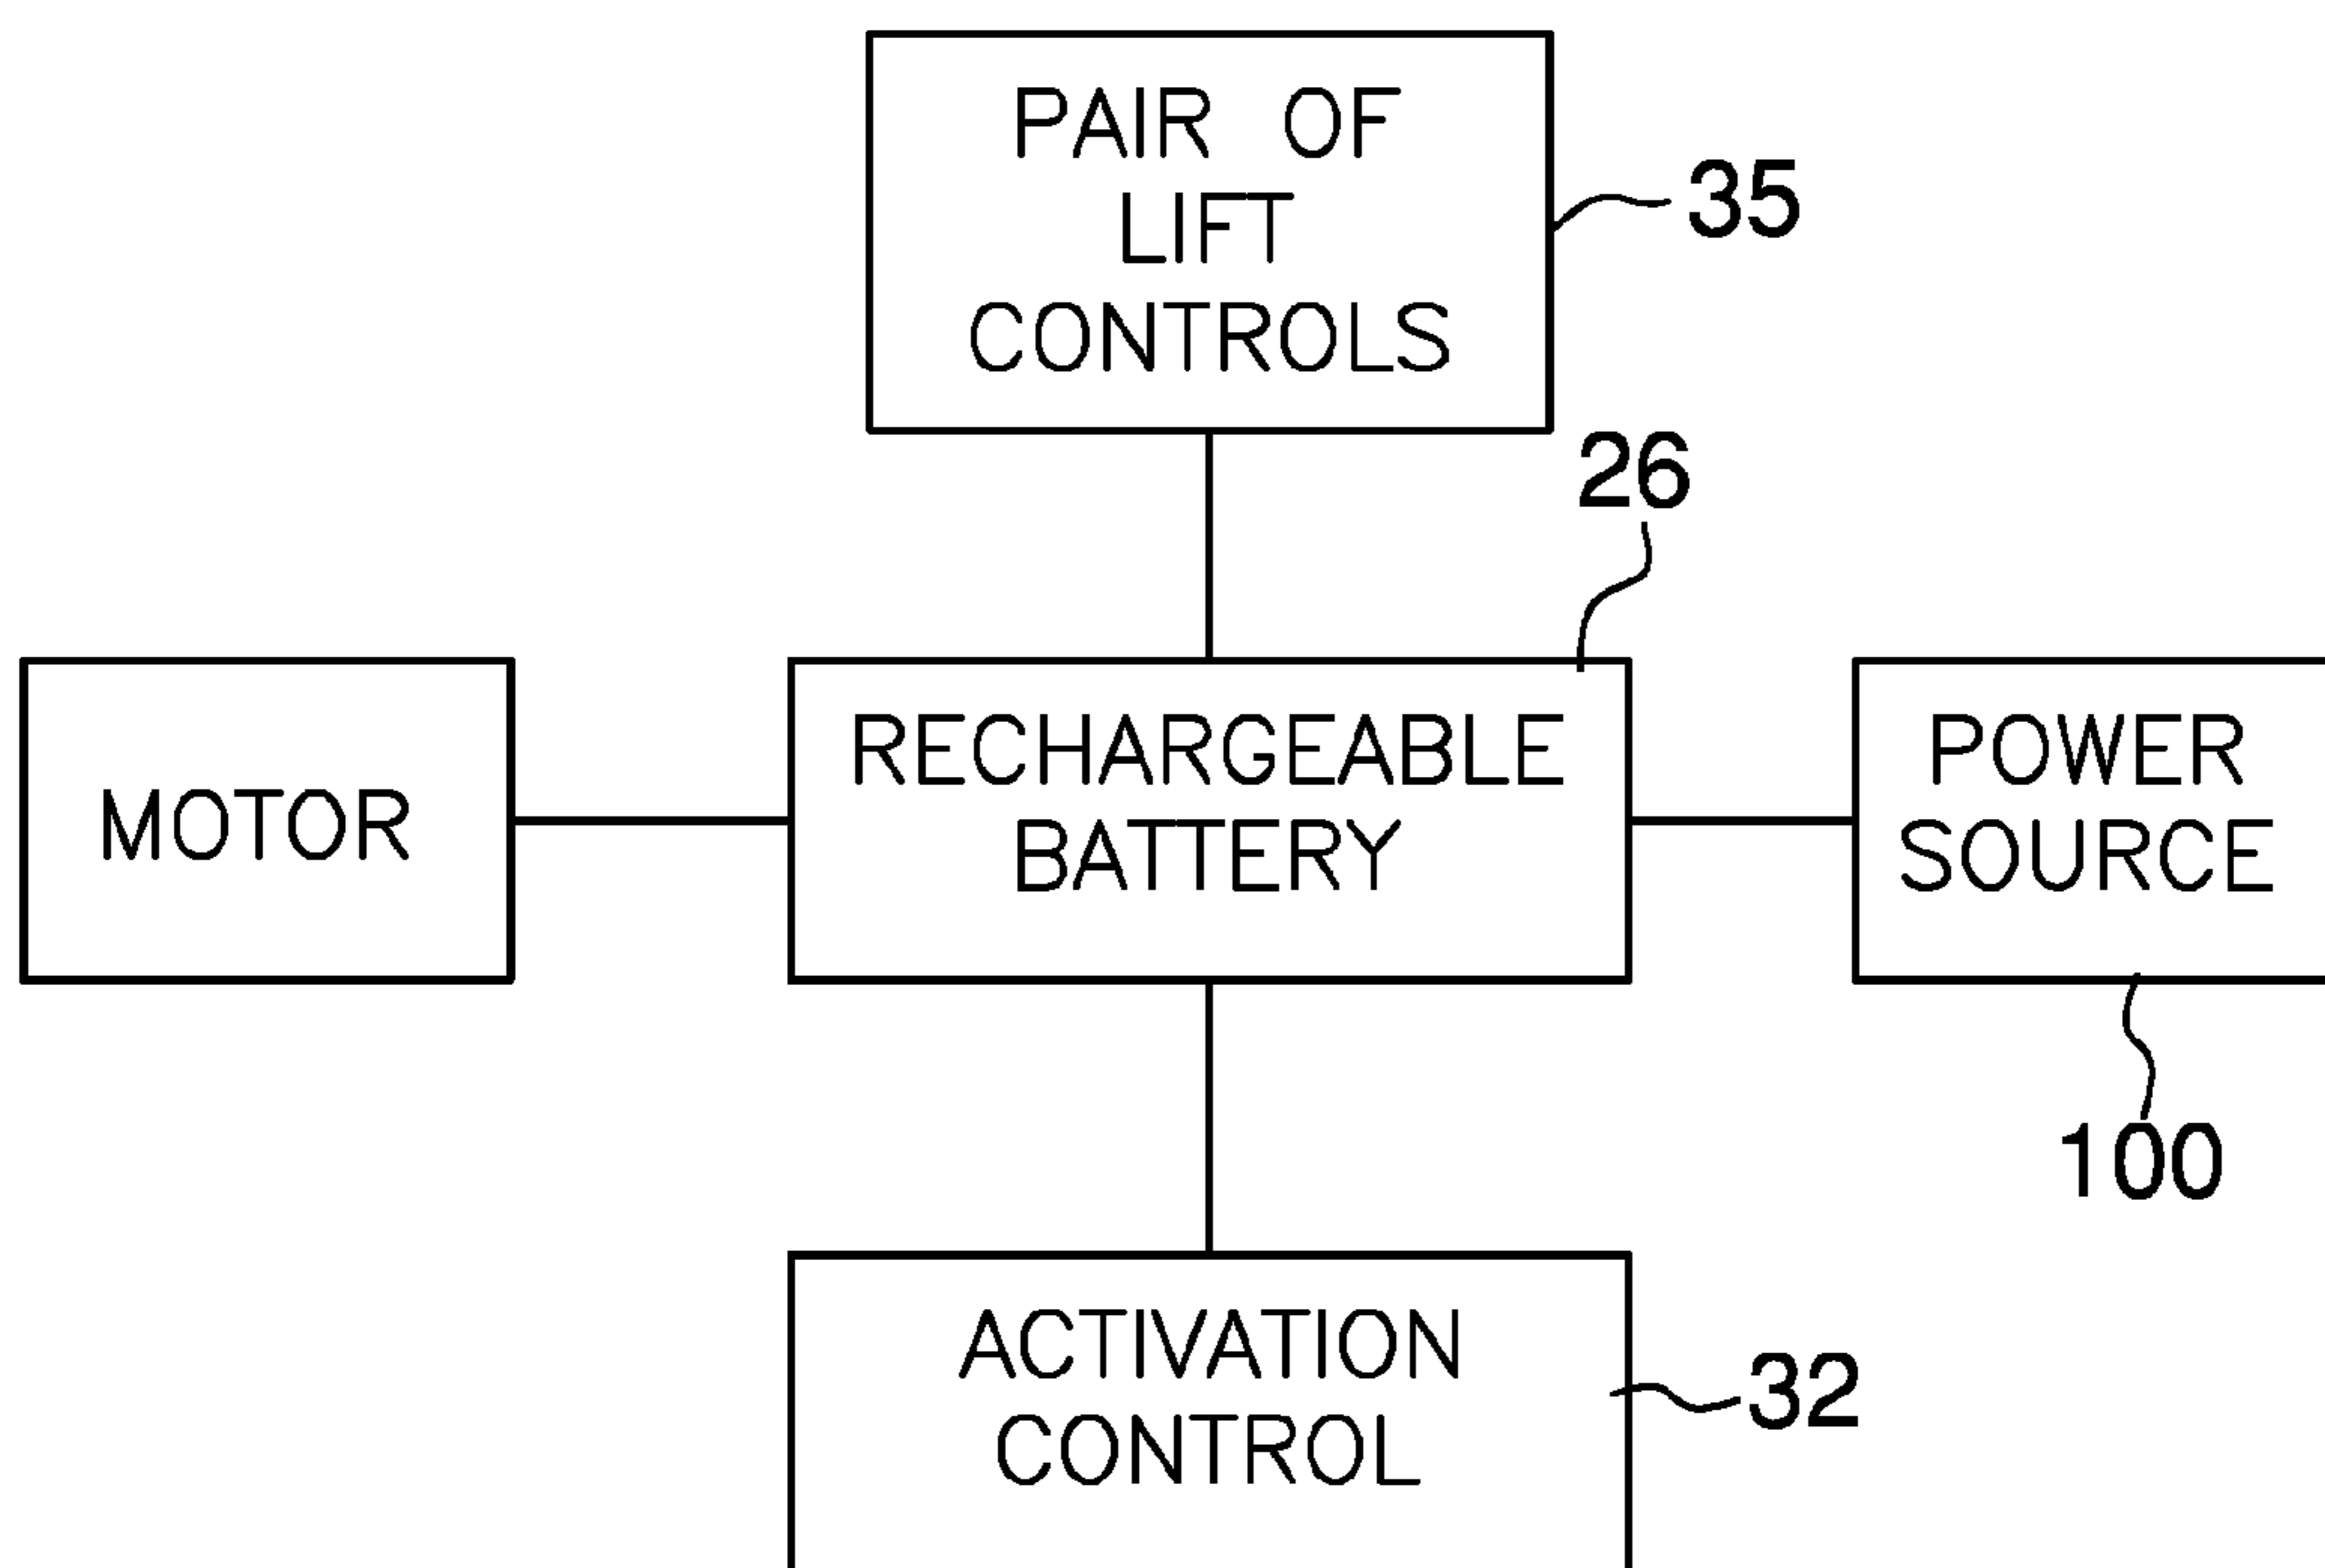 PAIR OF
LIFT
CONTROLS
35
26
MOTOR
RECHARGEABLE
BATTERY
POWER
SOURCE
100
ACTIVATION
CONTROL
32